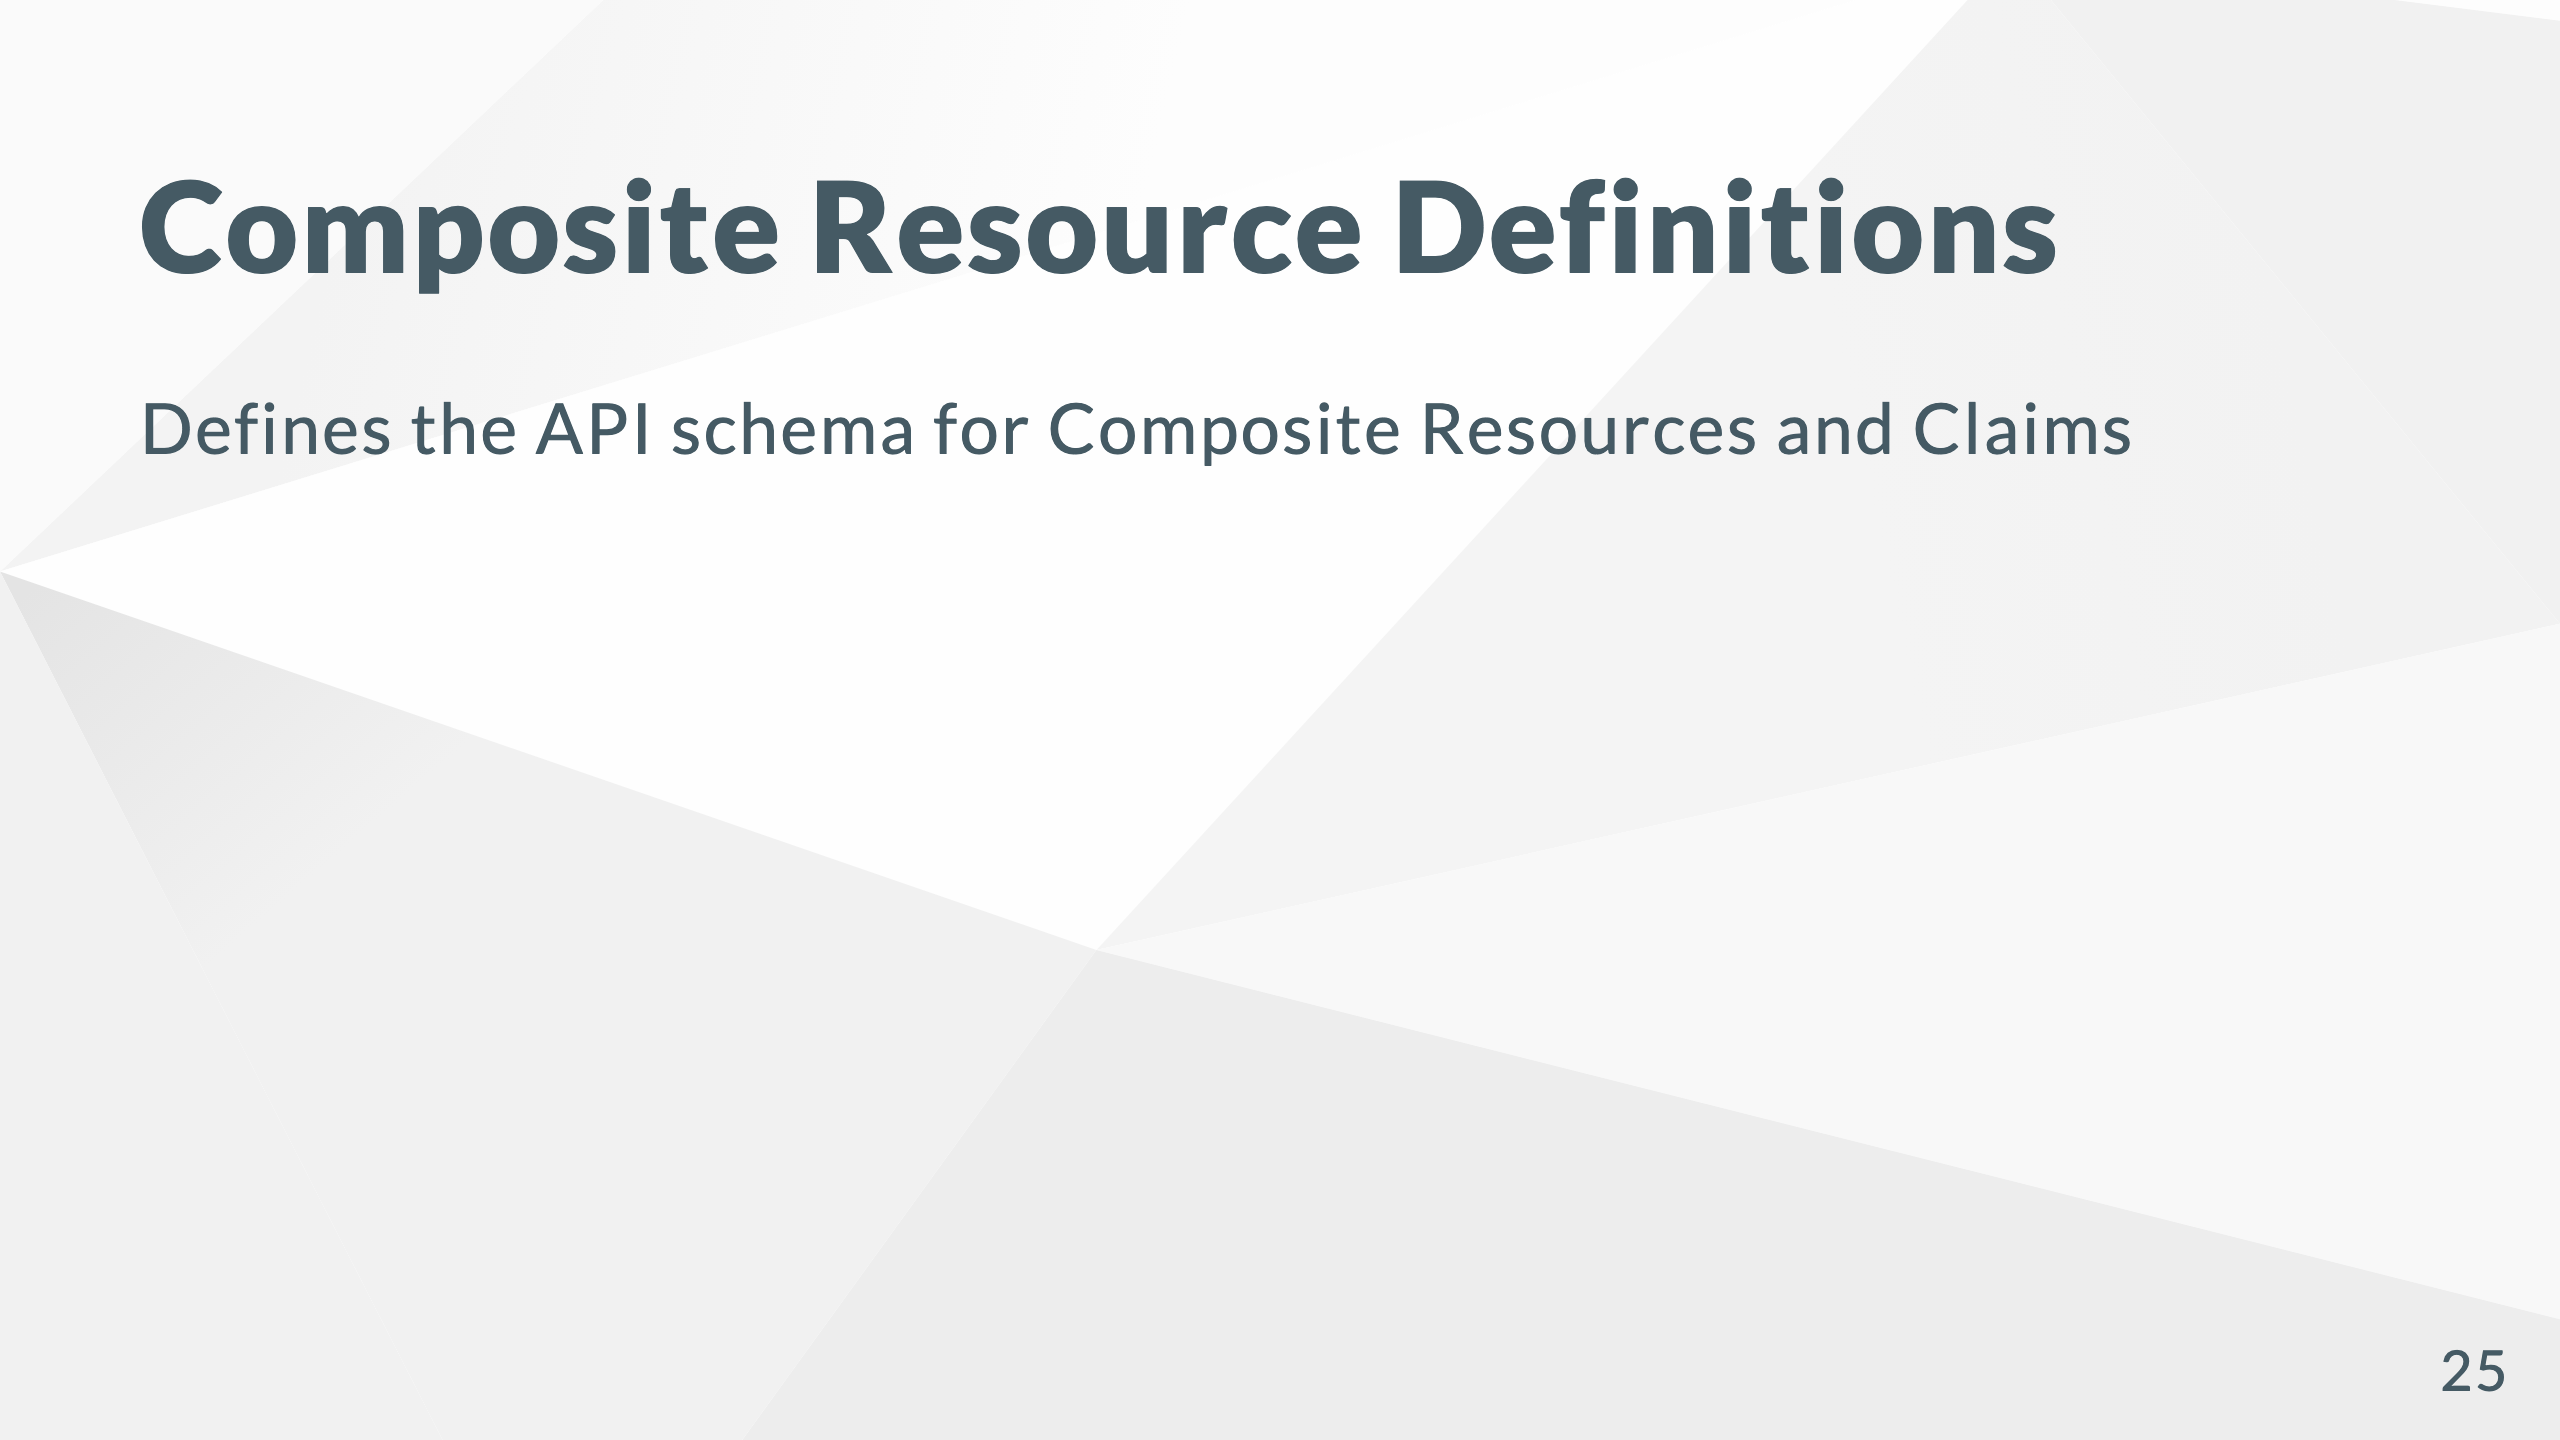 Composite Resource Definitions
Defines the API schema for Composite Resources and Claims
25